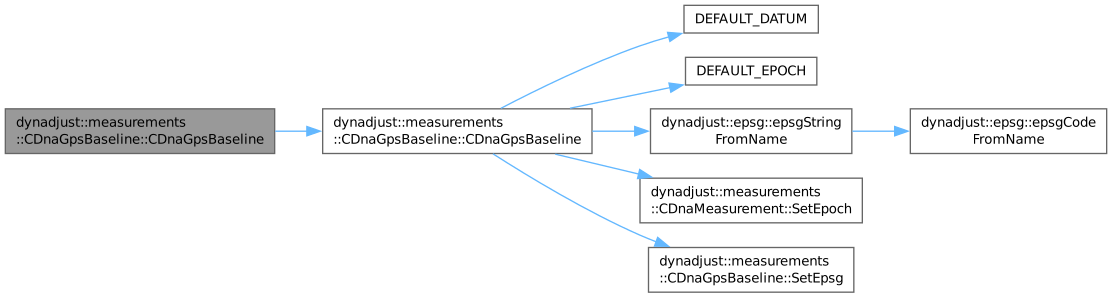 DEFAULT_DATUM
DEFAULT_EPOCH
dynadjust::measurements
::CDnaGpsBaseline::CDnaGpsBaseline
dynadjust::measurements
::CDnaGpsBaseline::CDnaGpsBaseline
dynadjust::epsg::epsgString
FromName
dynadjust::epsg::epsgCode
FromName
dynadjust::measurements
::CDnaMeasurement::SetEpoch
dynadjust::measurements
::CDnaGpsBaseline::SetEpsg